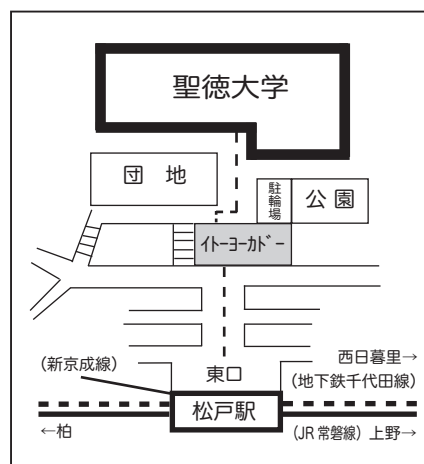 聖徳大学
団 地
駐輪場
公園
ｲﾄｰﾖｰｶﾄﾞｰ
西日暮里→
(新京成線)
東口
(地下鉄千代田線)
松戸駅
←柏
(JR 常磐線) 上野→